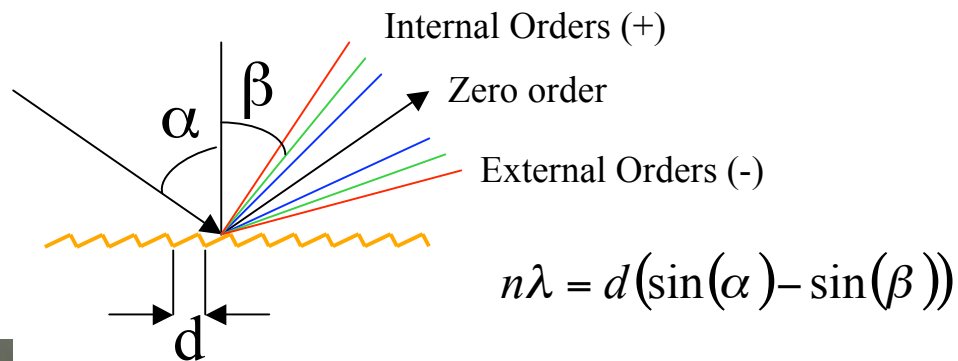 Internal Orders (+)
β
Zero order
α
External Orders (-)
nλ = d(sin(α)–sin(β))
d